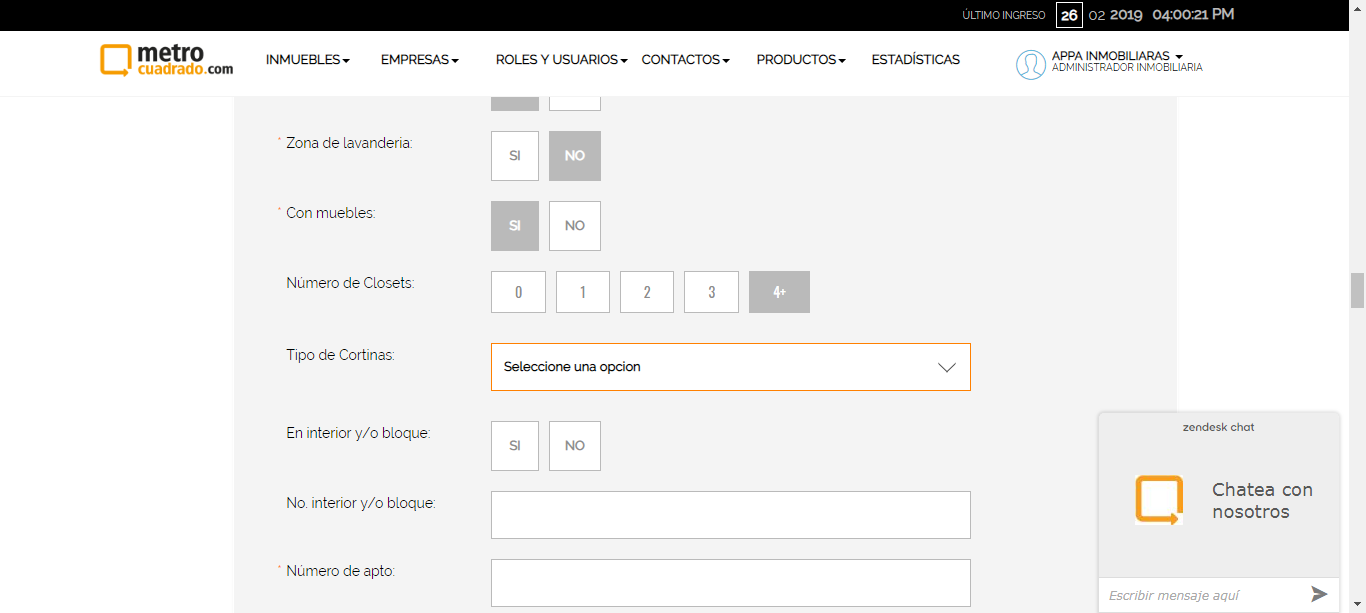 ÚLTIMO INGRESO 26 02 2019 04:00:21 PM
metro
cuadrado.com
INMUEBLES EMPRESAS ROLES Y USUARIOS CONTACTOS PRODUCTOS ESTADÍSTICAS
APPA INMOBILIARAS
ADMINISTRADOR INMOBILIARIA
* Zona de lavanderia: SI NO
* Con muebles: SI NO
Número de Closets: 0 1 2 3 4+
Tipo de Cortinas: Seleccione una opcion
En interior y/o bloque: SI NO
No. interior y/o bloque:
* Número de apto:
zendesk chat
Chatea con
nosotros
Escribir mensaje aquí